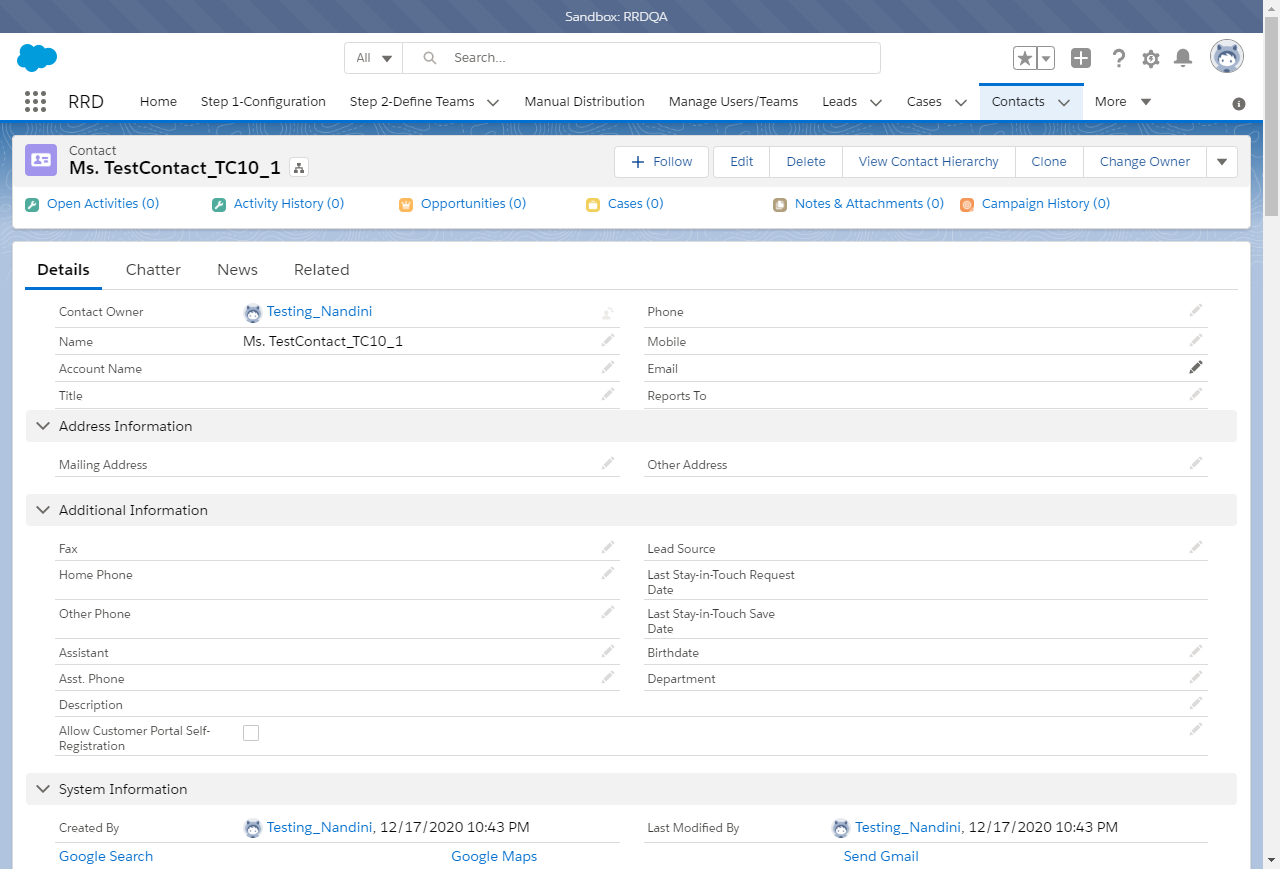 Sandbox: RRDQA
All Search...
RRD Home Step 1-Configuration Step 2-Define Teams Manual Distribution Manage Users/Teams Leads Cases Contacts More
Contact
Ms. TestContact_TC10_1
Follow Edit Delete View Contact Hierarchy Clone Change Owner
Open Activities (0) Activity History (0) Opportunities (0) Cases (0) Notes & Attachments (0) Campaign History (0)
Details Chatter News Related
Contact Owner Testing_Nandini Phone
Name Ms. TestContact_TC10_1 Mobile
Account Name Email
Title Reports To
Address Information
Mailing Address Other Address
Additional Information
Fax Lead Source
Home Phone Last Stay-in-Touch Request
Date
Other Phone Last Stay-in-Touch Save
Date
Assistant Birthdate
Asst. Phone Department
Description
Allow Customer Portal Self-
Registration
System Information
Created By Testing_Nandini, 12/17/2020 10:43 PM Last Modified By Testing_Nandini, 12/17/2020 10:43 PM
Google Search Google Maps Send Gmail